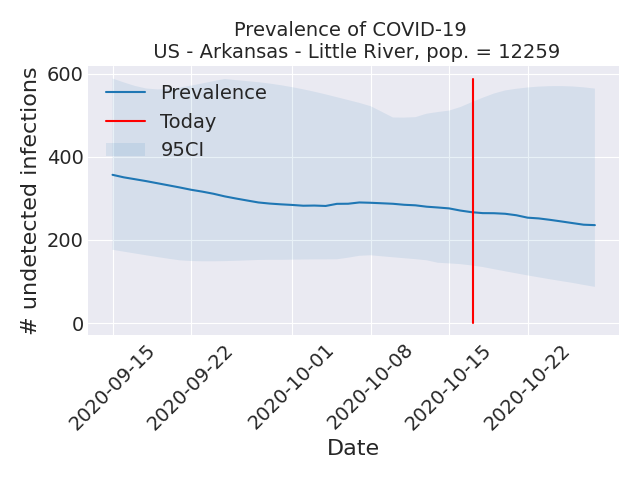 Prevalence of COVID-19
US - Arkansas - Little River, pop. = 12259
# undetected infections
600
400
200
0
Prevalence
Today
95CI
2020-09-15
2020-09-22
2020-10-01
2020-10-08
2020-10-15
2020-10-22
Date